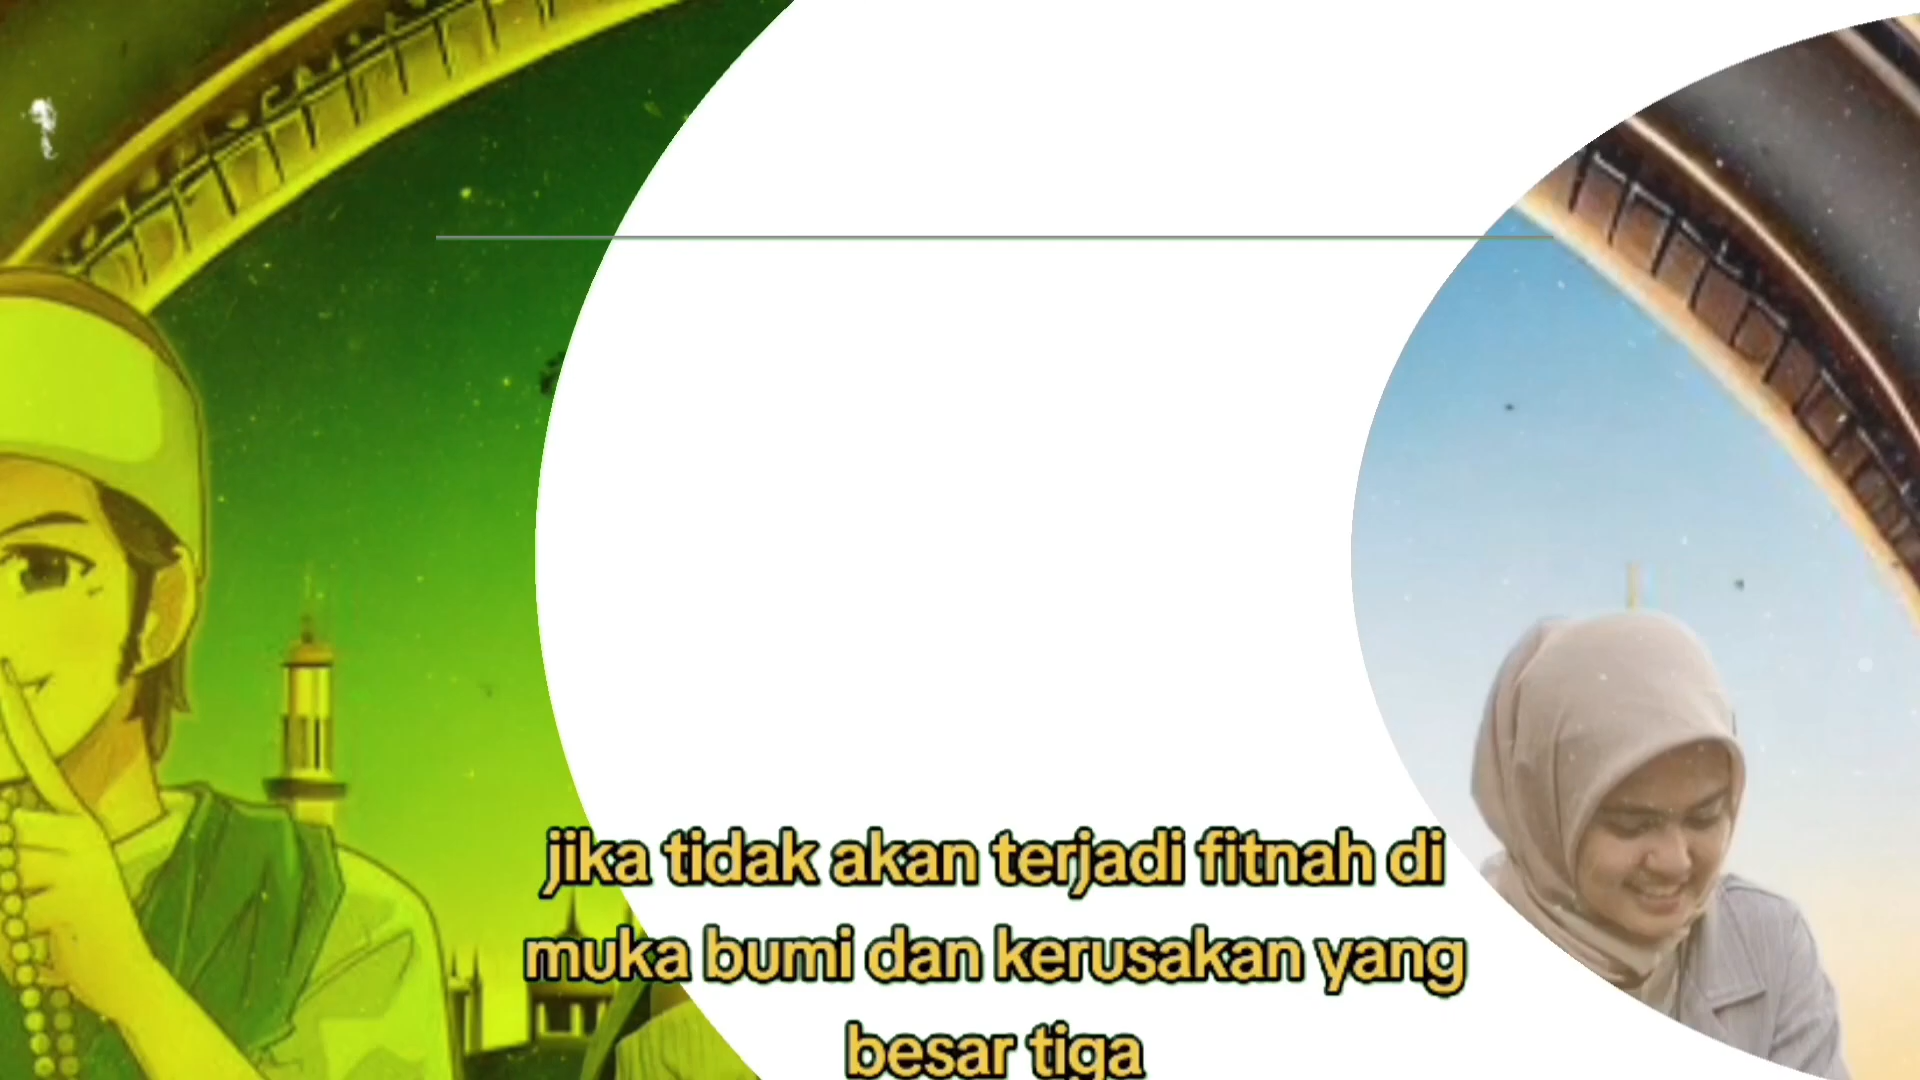 jika tidak akan terjadi fitnah di
muka bumi dan kerusakan yang
besar tiga